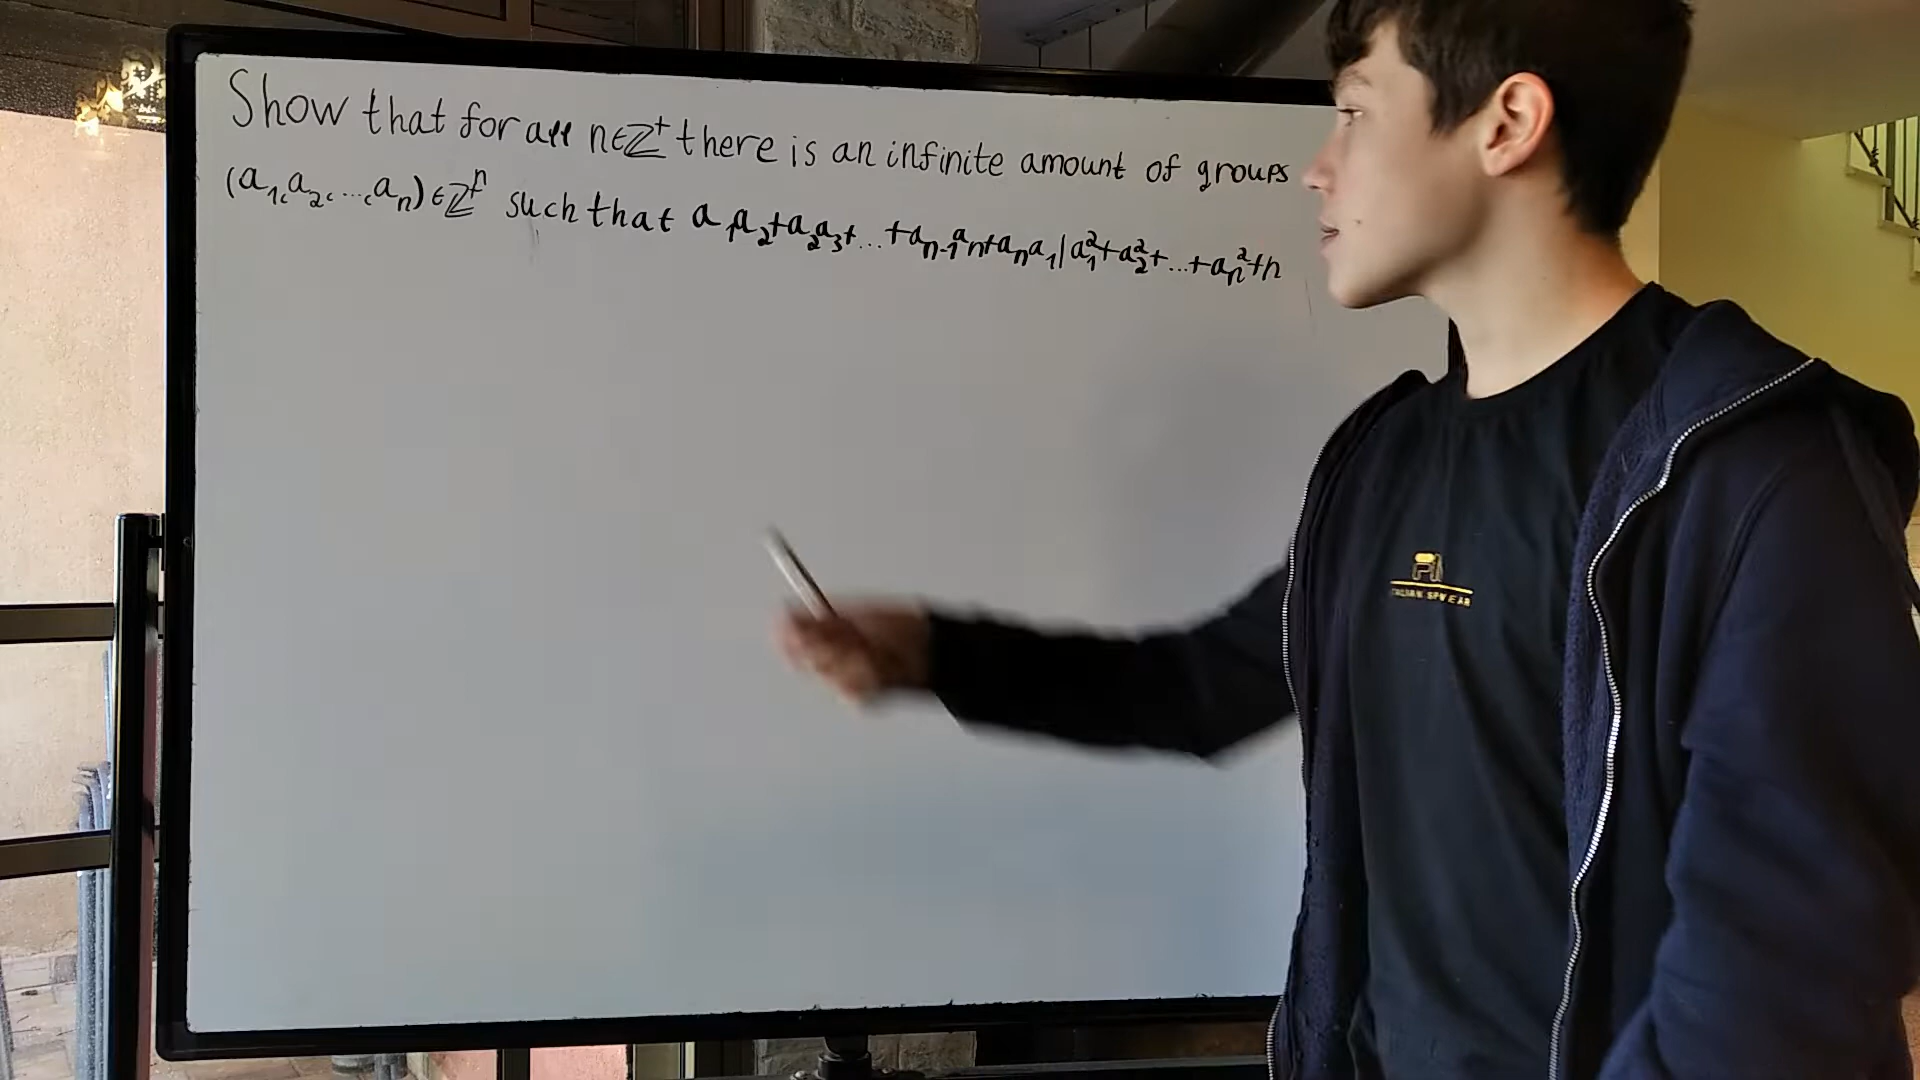 Show that for all n∈ℤ⁺ there is an infinite amount of groups
(a₁, a₂, ..., aₙ)∈ℤ⁺ⁿ such that a₁a₂+a₂a₃+...+aₙ₋₁aₙ+aₙa₁|a₁²+a₂²+...+aₙ²+n